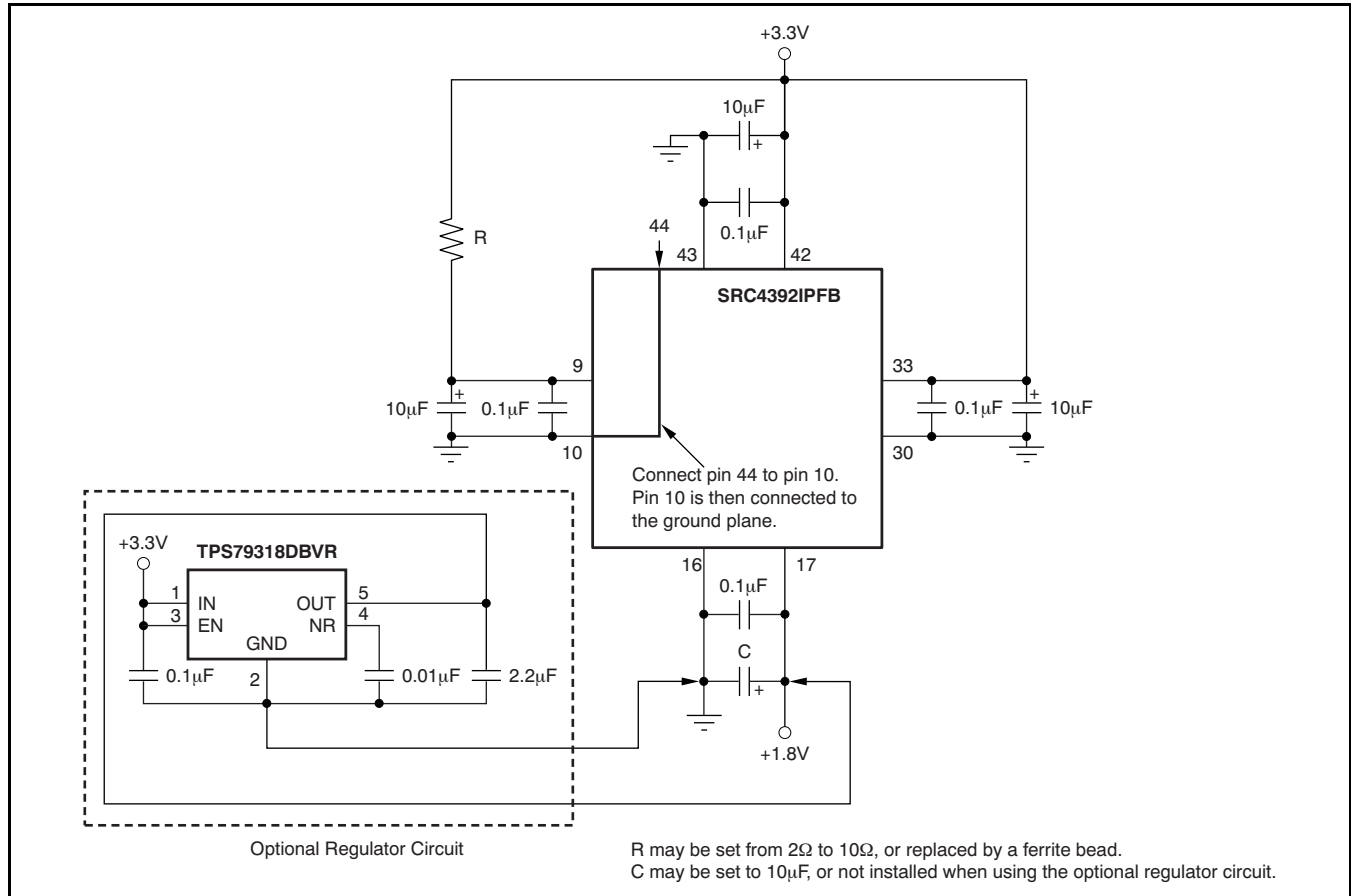 +3.3V
10μF
+
0.1μF
44
43
42
R
SRC4392IPFB
9
33
10μF
+
0.1μF
0.1μF
+
10μF
10
30
Connect pin 44 to pin 10.
Pin 10 is then connected to
the ground plane.
16
17
0.1μF
C
+
+1.8V
+3.3V
TPS79318DBVR
1
IN
OUT
5
3
EN
NR
4
GND
2
0.1μF
0.01μF
2.2μF
Optional Regulator Circuit
R may be set from 2Ω to 10Ω, or replaced by a ferrite bead.
C may be set to 10μF, or not installed when using the optional regulator circuit.